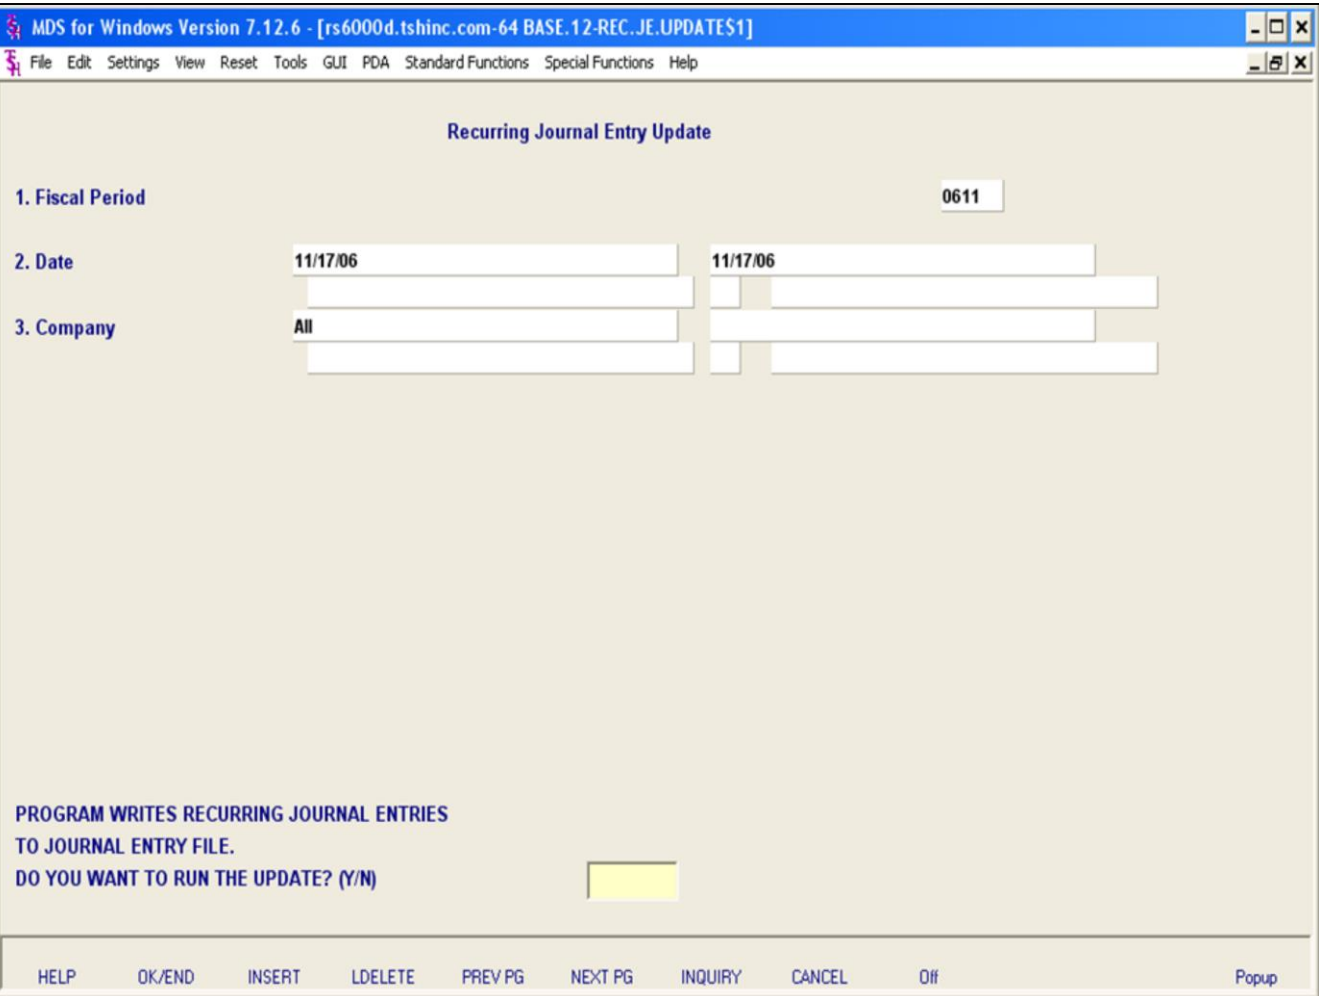 MDS for Windows Version 7.12.6 - [rs6000d.tshinc.com-64 BASE.12-REC.JE.UPDATE$1]
File Edit Settings View Reset Tools GUI PDA Standard Functions Special Functions Help
Recurring Journal Entry Update
1. Fiscal Period 0611
2. Date 11/17/06 11/17/06
3. Company All
PROGRAM WRITES RECURRING JOURNAL ENTRIES
TO JOURNAL ENTRY FILE.
DO YOU WANT TO RUN THE UPDATE? (Y/N)
HELP OK/END INSERT LDELETE PREV PG NEXT PG INQUIRY CANCEL Off Popup